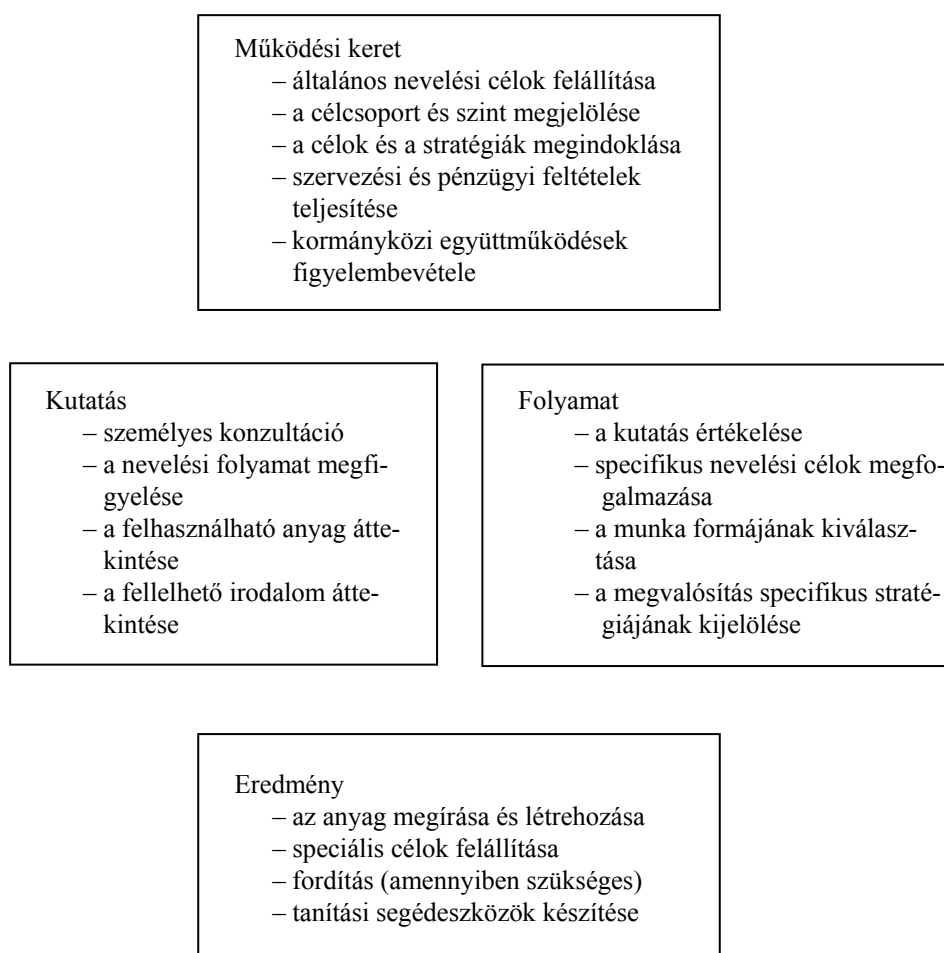 Működési keret
– általános nevelési célok felállítása
– a célcsoport és szint megjelölése
– a célok és a stratégiák megindoklása
– szervezési és pénzügyi feltételek
teljesítése
– kormányközi együttműködések
figyelembevétele
Kutatás
– személyes konzultáció
– a nevelési folyamat megfi-
gyelése
– a felhasználható anyag átte-
kintése
– a fellelhető irodalom átte-
kintése
Folyamat
– a kutatás értékelése
– specifikus nevelési célok megfo-
galmazása
– a munka formájának kiválasz-
tása
– a megvalósítás specifikus straté-
giájának kijelölése
Eredmény
– az anyag megírása és létrehozása
– speciális célok felállítása
– fordítás (amennyiben szükséges)
– tanítási segédeszközök készítése